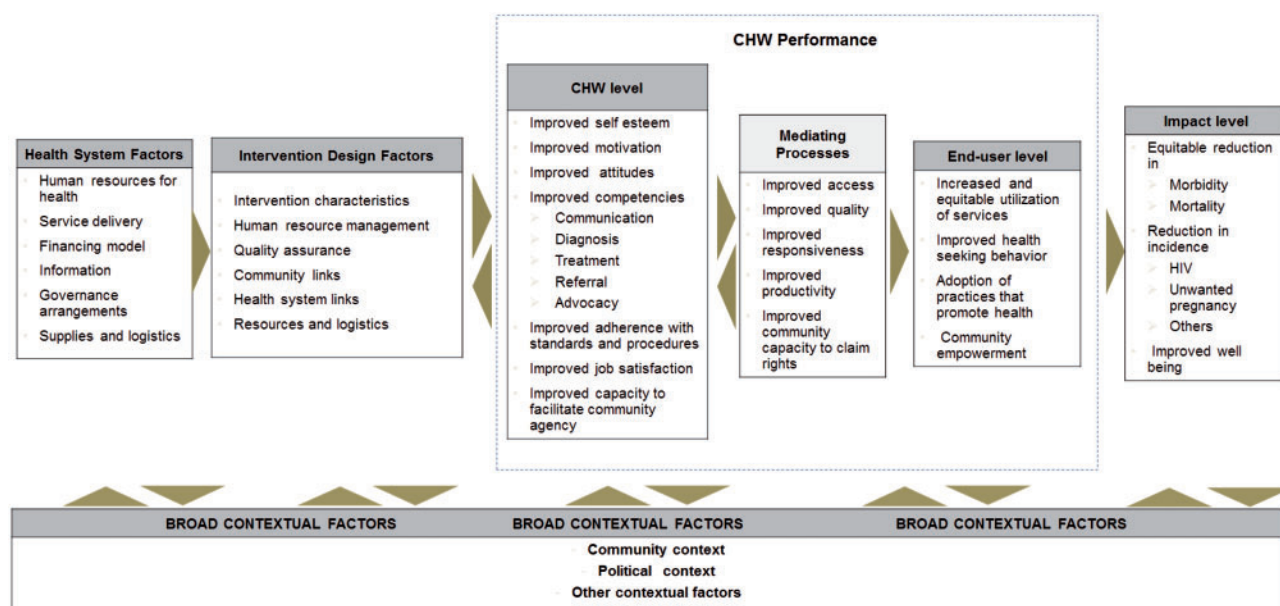 CHW Performance
Health System Factors
Human resources for
health
Service delivery
Financing model
Information
Governance
arrangements
Supplies and logistics
Intervention Design Factors
Intervention characteristics
Human resource management
Quality assurance
Community links
Health system links
Resources and logistics
CHW level
Improved self esteem
Improved motivation
Improved attitudes
Improved competencies
Communication
Diagnosis
Treatment
Referral
Advocacy
Improved adherence with
standards and procedures
Improved job satisfaction
Improved capacity to
facilitate community
agency
Mediating
Processes
Improved access
Improved quality
Improved
responsiveness
Improved
productivity
Improved
community
capacity to claim
rights
End-user level
Increased and
equitable utilization
of services
Improved health
seeking behavior
Adoption of
practices that
promote health
Community
empowerment
Impact level
Equitable reduction
in
Morbidity
Mortality
Reduction in
incidence
HIV
Unwanted
pregnancy
Others
Improved well
being
BROAD CONTEXTUAL FACTORS
BROAD CONTEXTUAL FACTORS
BROAD CONTEXTUAL FACTORS
Community context
Political context
Other contextual factors